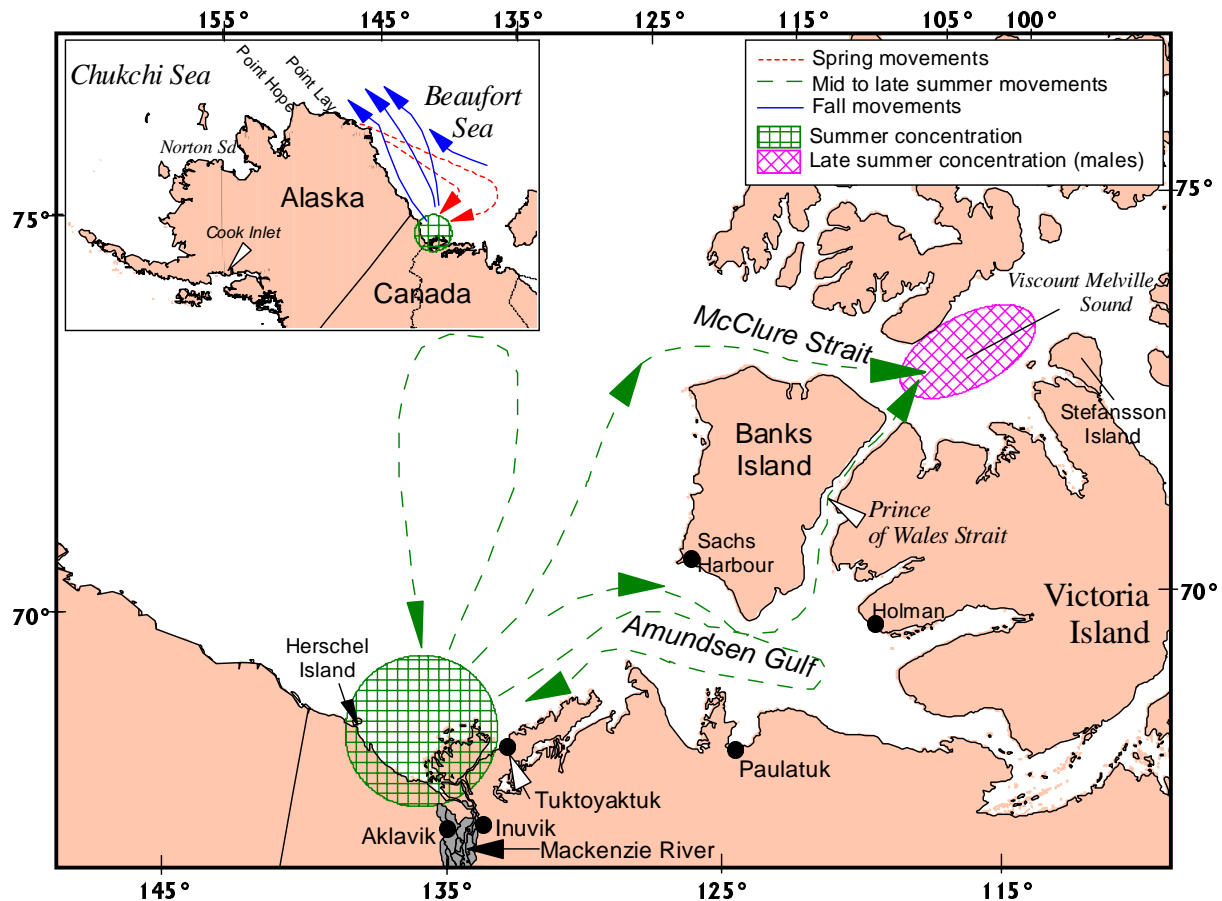 155°
145°
135°
125°
115°
105°
100°
Chukchi Sea
Point Hope
Point Lay
Beaufort
Sea
Norton Sd
Alaska
Cook Inlet
Canada
Spring movements
Mid to late summer movements
Fall movements
Summer concentration
Late summer concentration (males)
75°
75°
Viscount Melville
Sound
McClure Strait
Stefansson
Island
Banks
Island
Prince
of Wales Strait
Sachs
Harbour
70°
70°
Holman
Victoria
Island
Amundsen Gulf
Herschel
Island
Paulatuk
Tuktoyaktuk
Aklavik
Inuvik
Mackenzie River
145°
135°
125°
115°